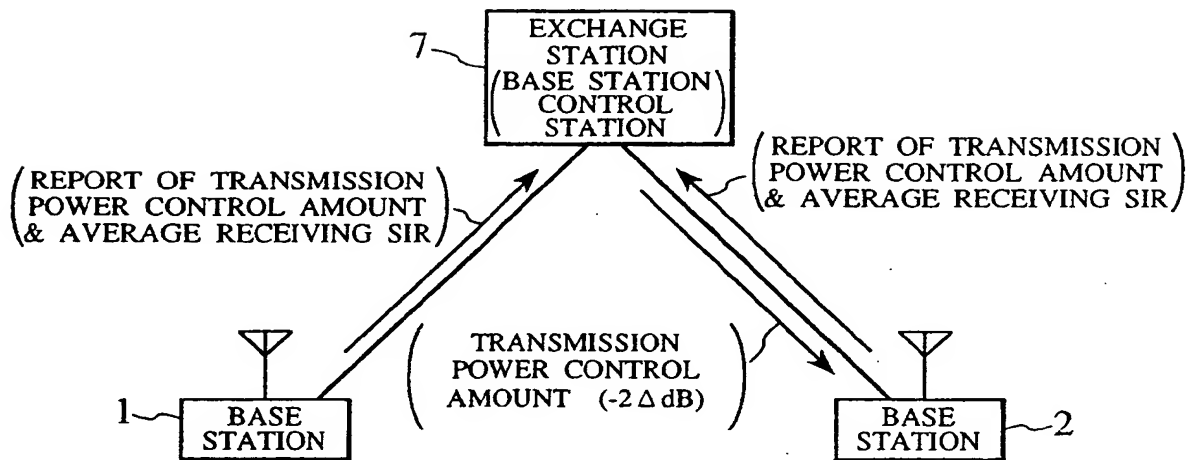 7
EXCHANGE
STATION
(BASE STATION
CONTROL
STATION)
(REPORT OF TRANSMISSION
POWER CONTROL AMOUNT
& AVERAGE RECEIVING SIR)
(REPORT OF TRANSMISSION
POWER CONTROL AMOUNT
& AVERAGE RECEIVING SIR)
(TRANSMISSION
POWER CONTROL
AMOUNT (-2 Δ dB))
1
BASE
STATION
BASE
STATION
2